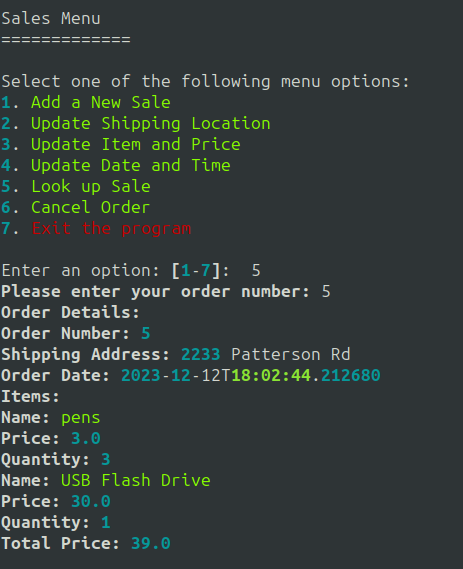 Sales Menu
=============
Select one of the following menu options:
1. Add a New Sale
2. Update Shipping Location
3. Update Item and Price
4. Update Date and Time
5. Look up Sale
6. Cancel Order
7. Exit the program
Enter an option: [1-7]:  5
Please enter your order number: 5
Order Details:
Order Number: 5
Shipping Address: 2233 Patterson Rd
Order Date: 2023-12-12T18:02:44.212680
Items:
Name: pens
Price: 3.0
Quantity: 3
Name: USB Flash Drive
Price: 30.0
Quantity: 1
Total Price: 39.0